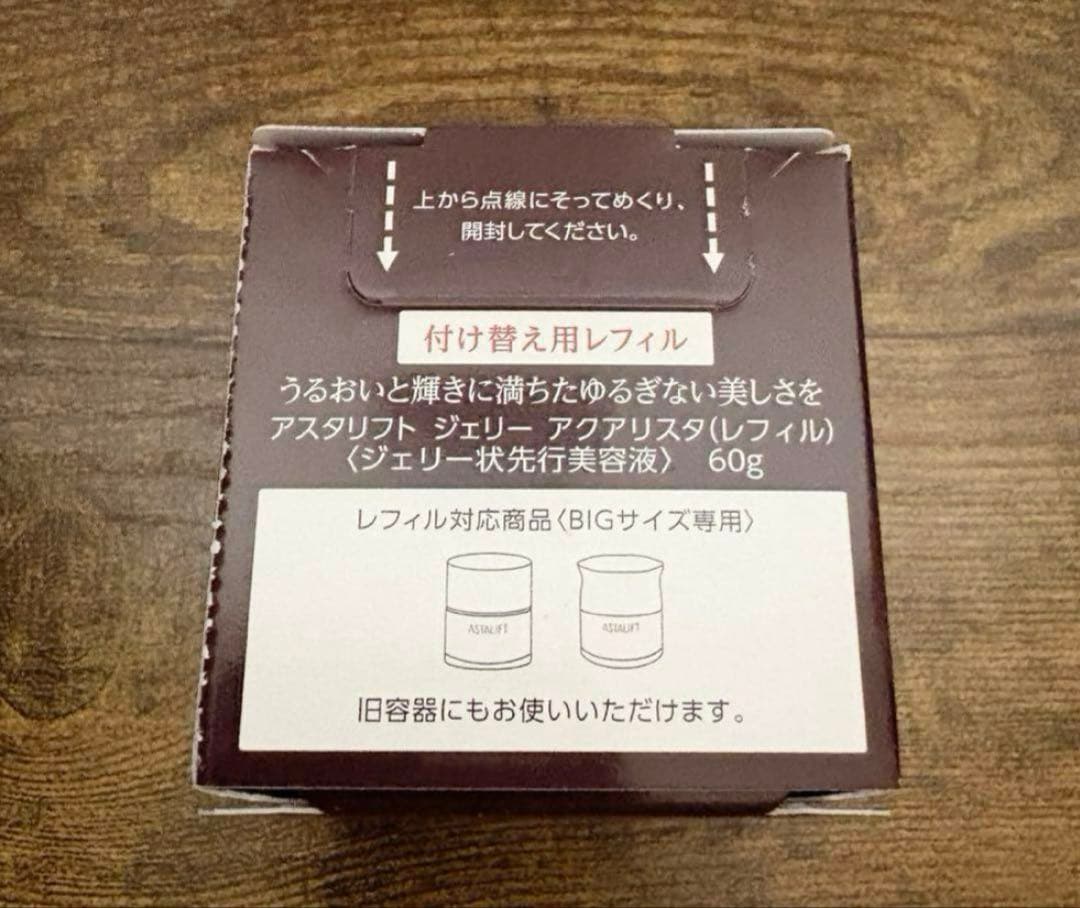 上から点線にそってめくり、
開封してください。
付け替え用レフィル
うるおいと輝きに満ちたゆるぎない美しさを
アスタリフト ジェリー アクアリスタ(レフィル)
〈ジェリー状先行美容液〉 60g
レフィル対応商品〈BIGサイズ専用〉
ASTALIFT ASTALIFT
旧容器にもお使いいただけます。